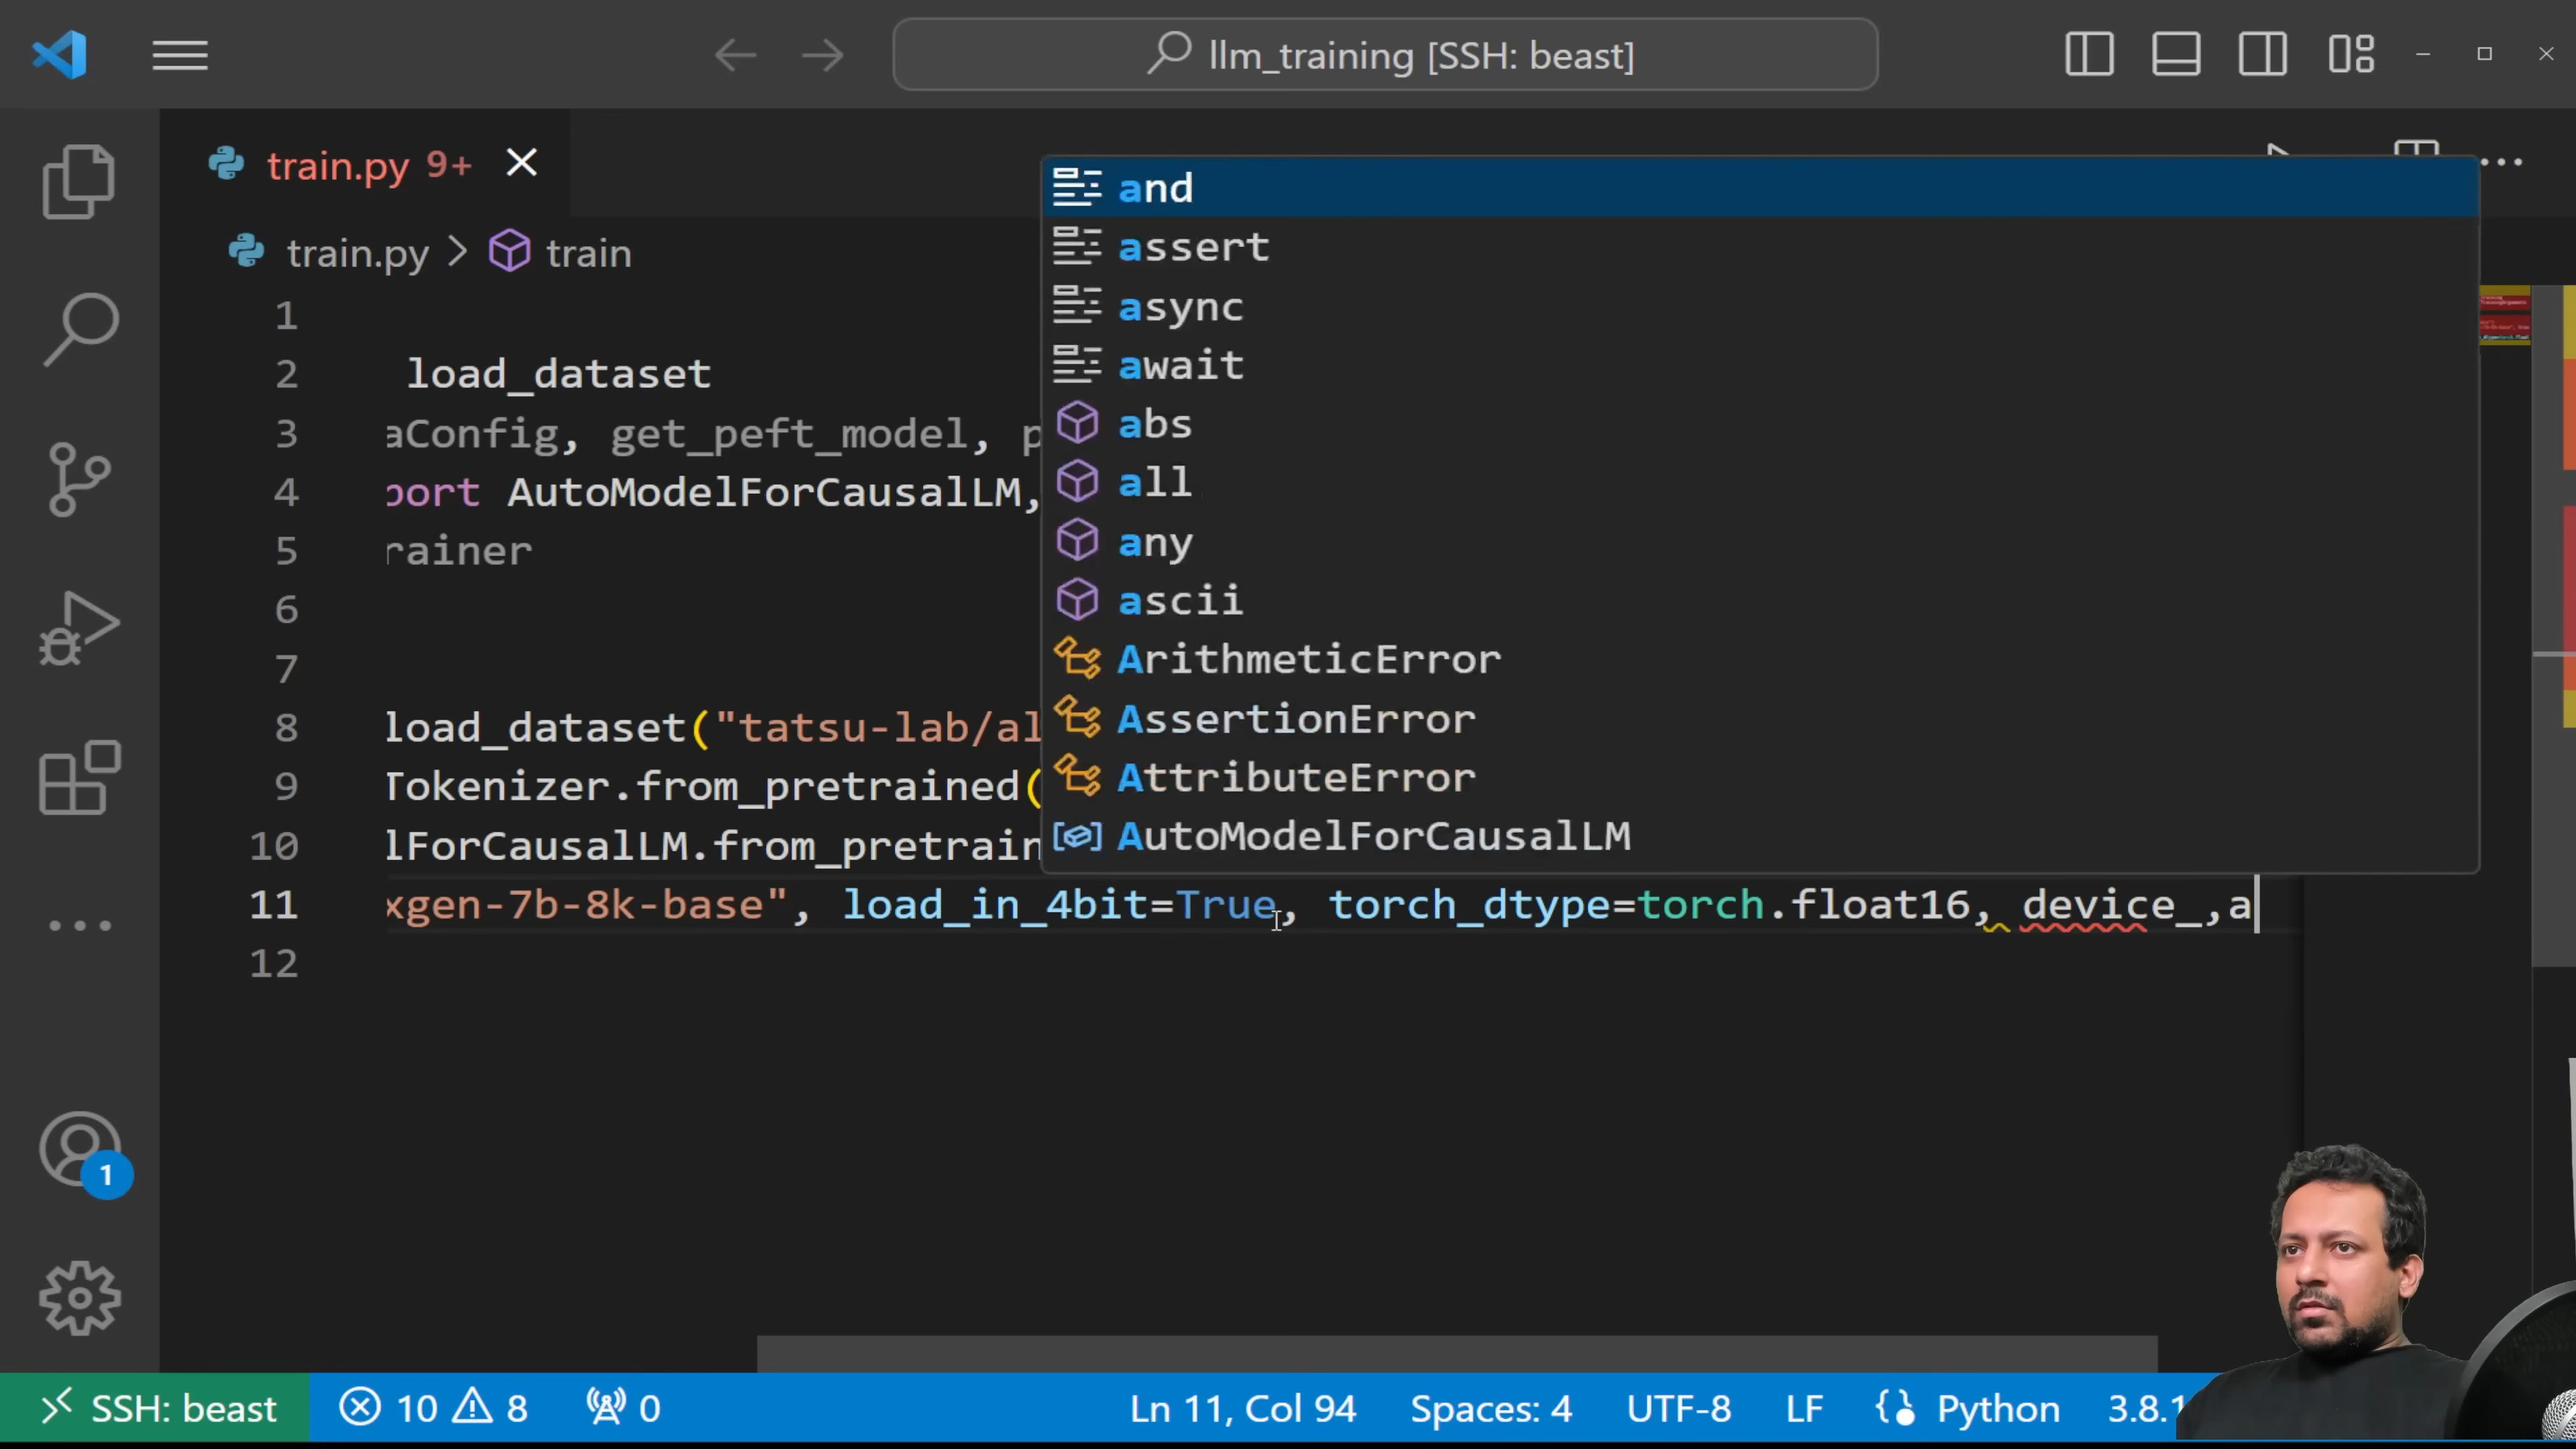 llm_training [SSH: beast]
train.py 9+
train.py > train
and
assert
async
await
abs
all
any
ascii
ArithmeticError
AssertionError
AttributeError
AutoModelForCausalLM
1
2 load_dataset
3 aConfig, get_peft_model, p
4 port AutoModelForCausalLM,
5 rainer
6
7
8 load_dataset("tatsu-lab/al
9 Tokenizer.from_pretrained(
10 lForCausalLM.from_pretrain
11 xgen-7b-8k-base", load_in_4bit=True, torch_dtype=torch.float16, device_,a
12
1
SSH: beast 10 8 0 Ln 11, Col 94 Spaces: 4 UTF-8 LF Python 3.8.1